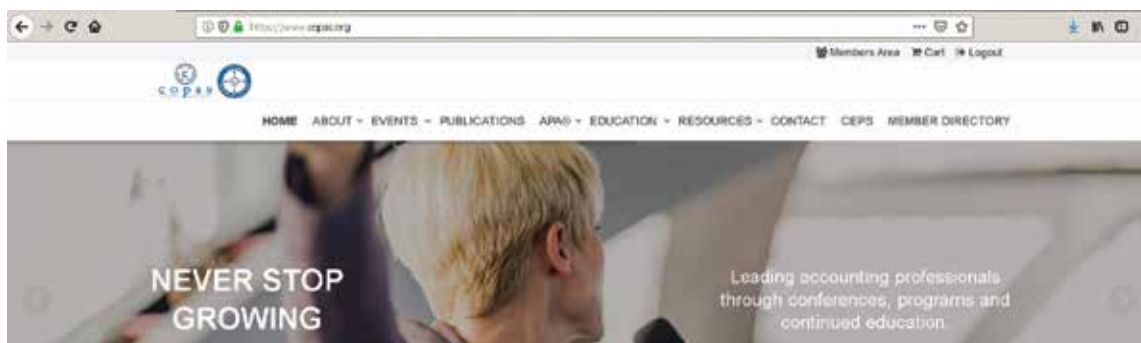 https://www.copas.org
Members Area Cart Logout
copas
HOME ABOUT EVENTS PUBLICATIONS APA® EDUCATION RESOURCES CONTACT CEPS MEMBER DIRECTORY
NEVER STOP
GROWING
Leading accounting professionals
through conferences, programs and
continued education.